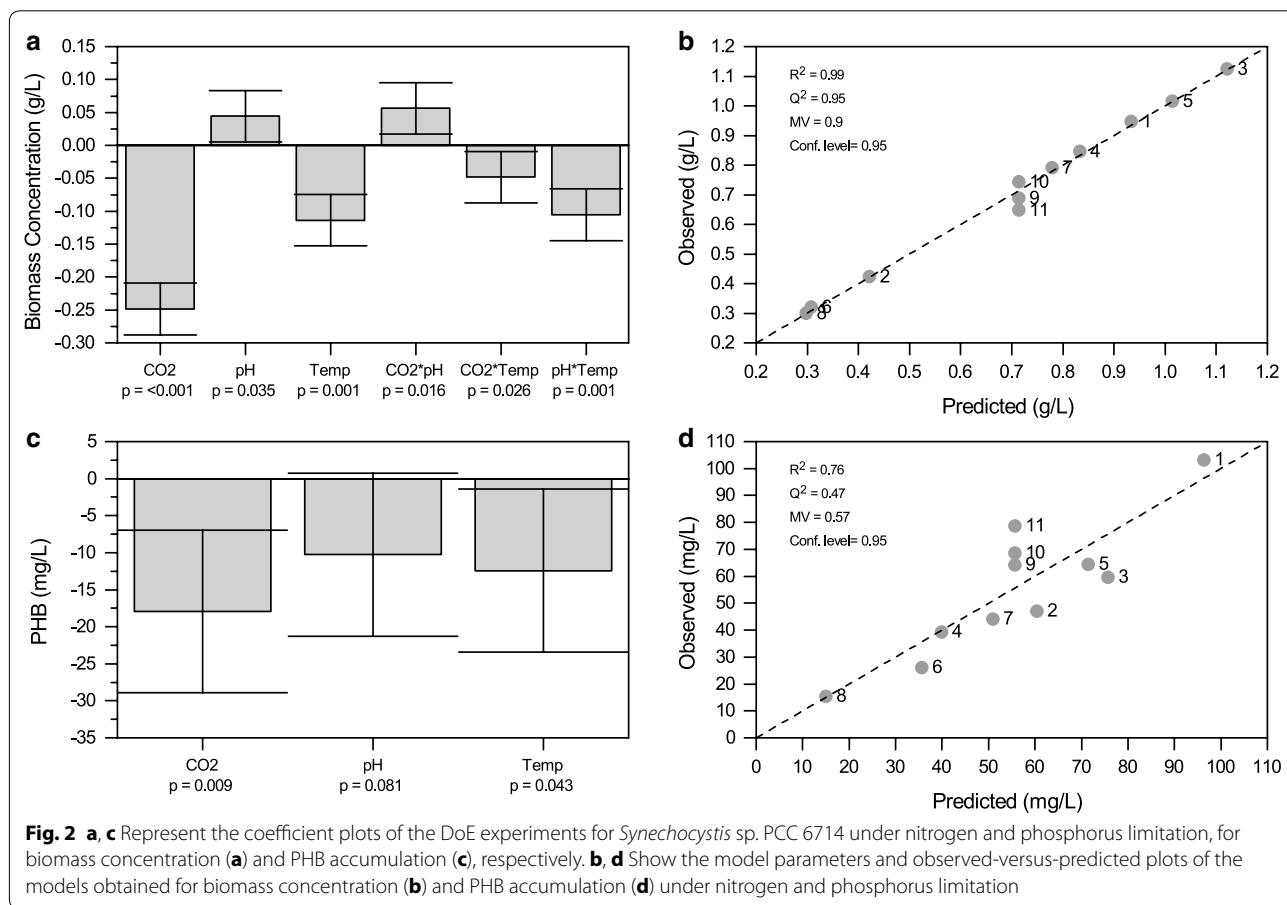 a
Biomass Concentration (g/L)
0.15
0.10
0.05
0.00
-0.05
-0.10
-0.15
-0.20
-0.25
-0.30
CO2 pH Temp CO2*pH CO2*Temp pH*Temp
p = <0.001 p = 0.035 p = 0.001 p = 0.016 p = 0.026 p = 0.001
b
Observed (g/L)
1.2
1.1
1.0
0.9
0.8
0.7
0.6
0.5
0.4
0.3
0.2
R² = 0.99
Q² = 0.95
MV = 0.9
Conf. level= 0.95
3
5
1
4
7
10
9
11
2
6
8
0.2 0.3 0.4 0.5 0.6 0.7 0.8 0.9 1.0 1.1 1.2
Predicted (g/L)
c
PHB (mg/L)
5
0
-5
-10
-15
-20
-25
-30
-35
CO2 pH Temp
p = 0.009 p = 0.081 p = 0.043
d
Observed (mg/L)
110
100
90
80
70
60
50
40
30
20
10
0
R² = 0.76
Q² = 0.47
MV = 0.57
Conf. level= 0.95
1
11
10
9
5
3
2
7
4
6
8
0 10 20 30 40 50 60 70 80 90 100 110
Predicted (mg/L)
Fig. 2 a, c Represent the coefficient plots of the DoE experiments for Synechocystis sp. PCC 6714 under nitrogen and phosphorus limitation, for
biomass concentration (a) and PHB accumulation (c), respectively. b, d Show the model parameters and observed-versus-predicted plots of the
models obtained for biomass concentration (b) and PHB accumulation (d) under nitrogen and phosphorus limitation